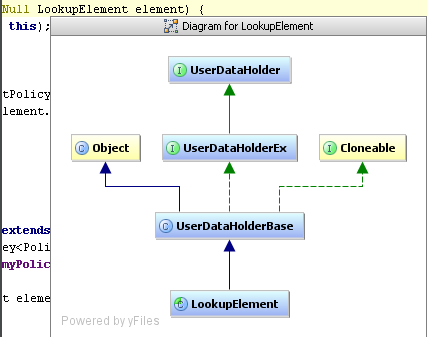 Null LookupElement element) {
this);
Diagram for LookupElement
I UserDataHolder
tPolicy
lement.
C Object
I UserDataHolderEx
I Cloneable
C UserDataHolderBase
extends
ey<Poli
myPolic
t eleme
C LookupElement
Powered by yFiles